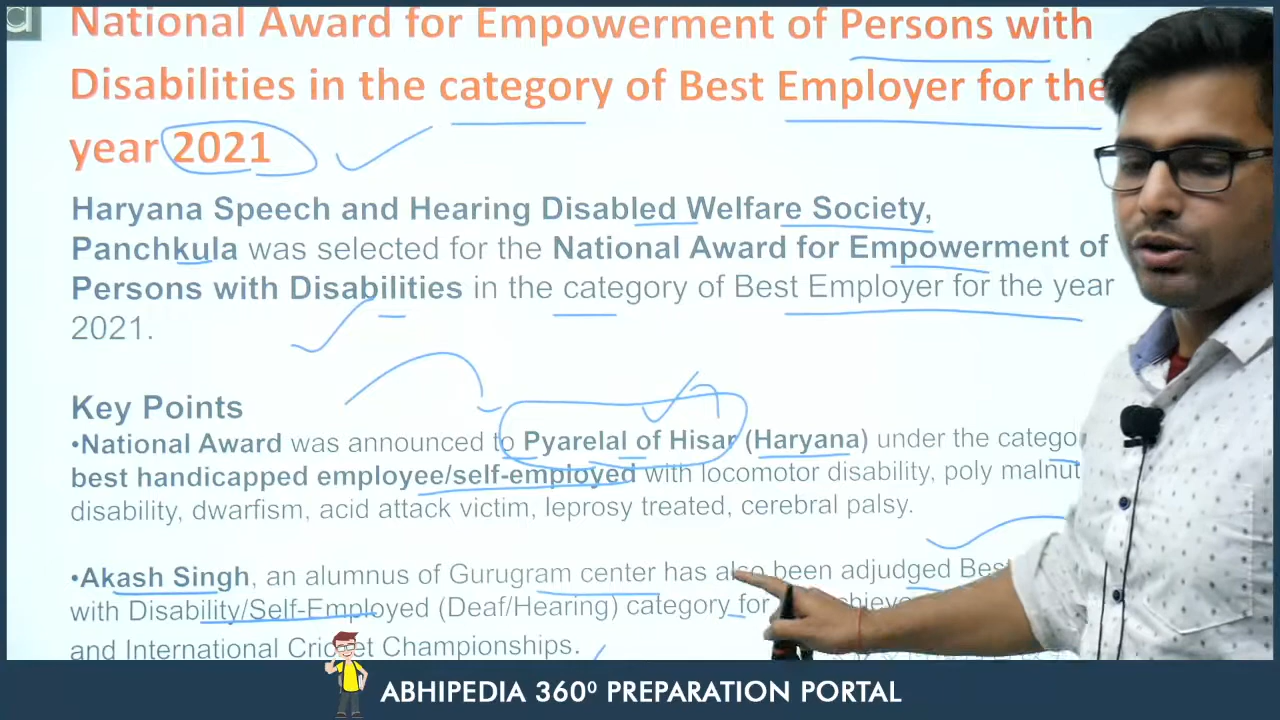 National Award for Empowerment of Persons with
Disabilities in the category of Best Employer for the
year 2021
Haryana Speech and Hearing Disabled Welfare Society,
Panchkula was selected for the National Award for Empowerment of
Persons with Disabilities in the category of Best Employer for the year
2021.
Key Points
•National Award was announced to Pyarelal of Hisar (Haryana) under the
best handicapped employee/self-employed with locomotor disability, poly
disability, dwarfism, acid attack victim, leprosy treated, cerebral palsy.
•Akash Singh, an alumnus of Gurugram center has also been adjudged
with Disability/Self-Employed (Deaf/Hearing) category for
and International Cricket Championships.
ABHIPEDIA 360⁰ PREPARATION PORTAL